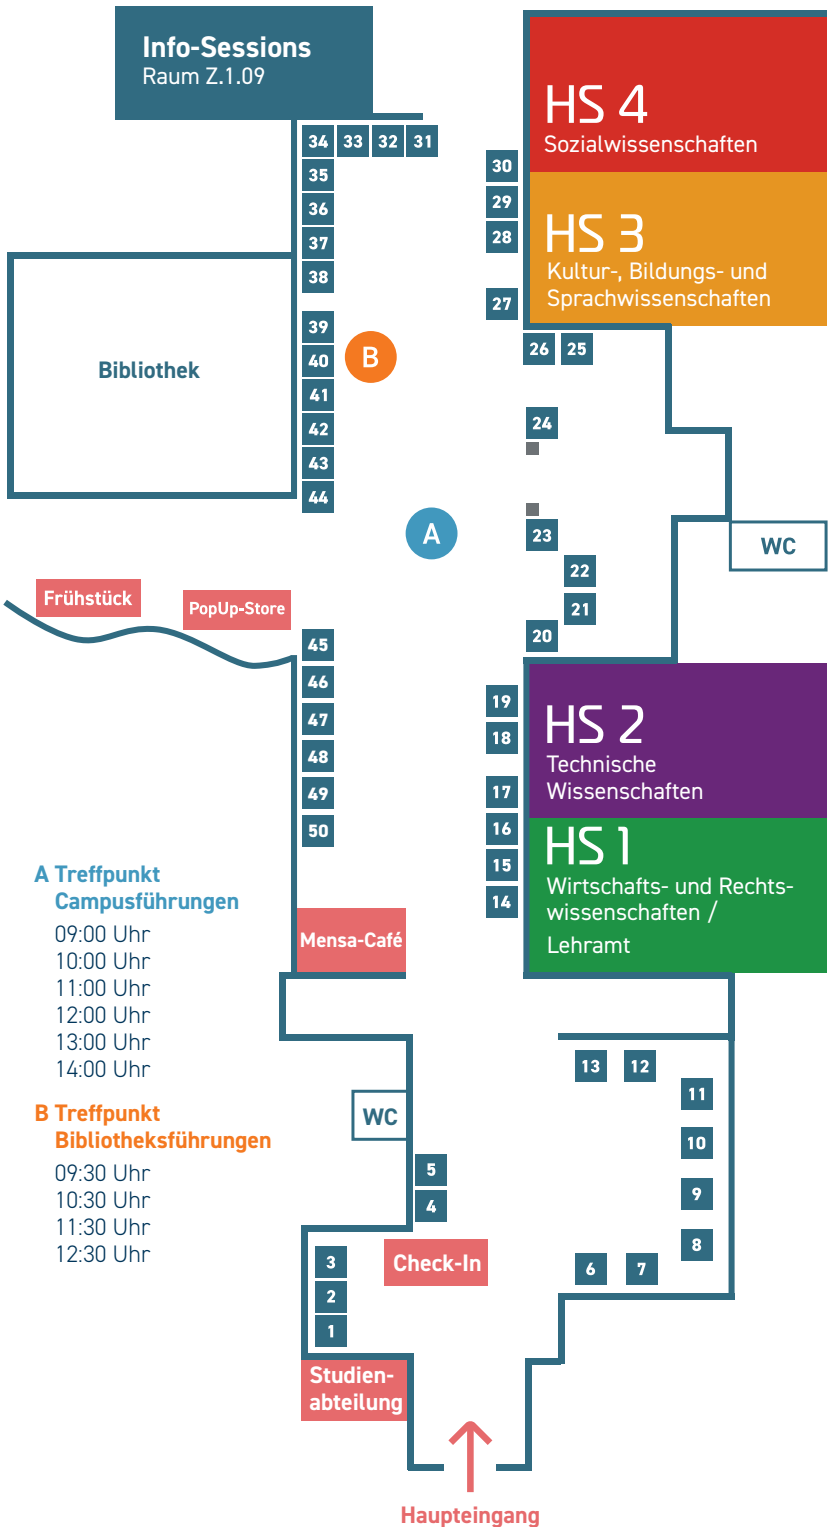 Info-Sessions
Raum Z.1.09
HS 4
Sozialwissenschaften
34 33 32 31
30
35
29
36
HS 3
28
37
Kultur-, Bildungs- und
38
Sprachwissenschaften
27
39
26 25
B
40
Bibliothek
41
24
42
43
44
A
23
WC
22
Frühstück
PopUp-Store
21
20
45
46
19
HS 2
47
18
48
Technische
Wissenschaften
49
17
50
16
HS 1
15
Wirtschafts- und Rechts-
wissenschaften /
Lehramt
14
A Treffpunkt
Campusführungen
09:00 Uhr
10:00 Uhr
11:00 Uhr
12:00 Uhr
13:00 Uhr
14:00 Uhr
Mensa-Café
B Treffpunkt
Bibliotheksführungen
09:30 Uhr
10:30 Uhr
11:30 Uhr
12:30 Uhr
13 12
11
WC
10
5
9
4
8
3
Check-In
6 7
2
1
Studien-
abteilung
Haupteingang